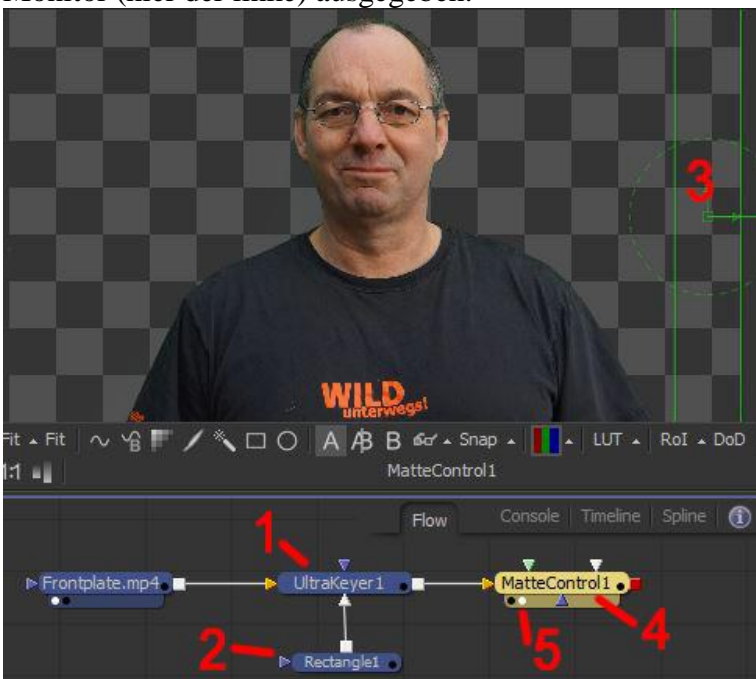 Monitor (hier der linke) ausgegeben.
3
WILD
unterwegs!
Fit Fit A AB B Snap LUT RoI DoD
1:1 MatteControl1
Flow Console Timeline Spline
1
Frontplate.mp4 UltraKeyer1 MatteControl1
2 5 4
Rectangle1